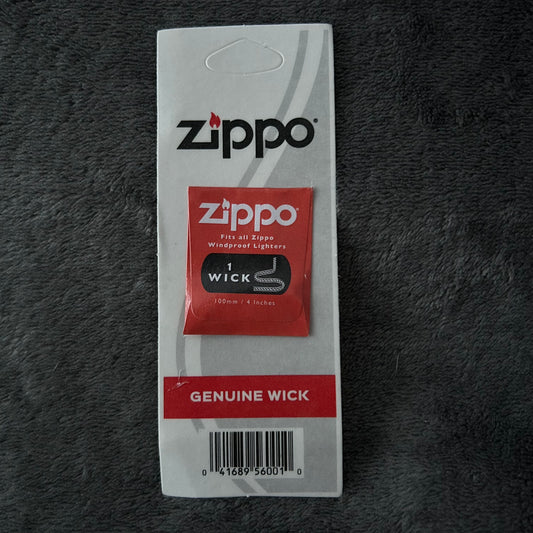 zippo
zippo
Fits all Zippo
Windproof Lighters
1
WICK
100mm / 4 Inches
GENUINE WICK
0 41689 56001 0